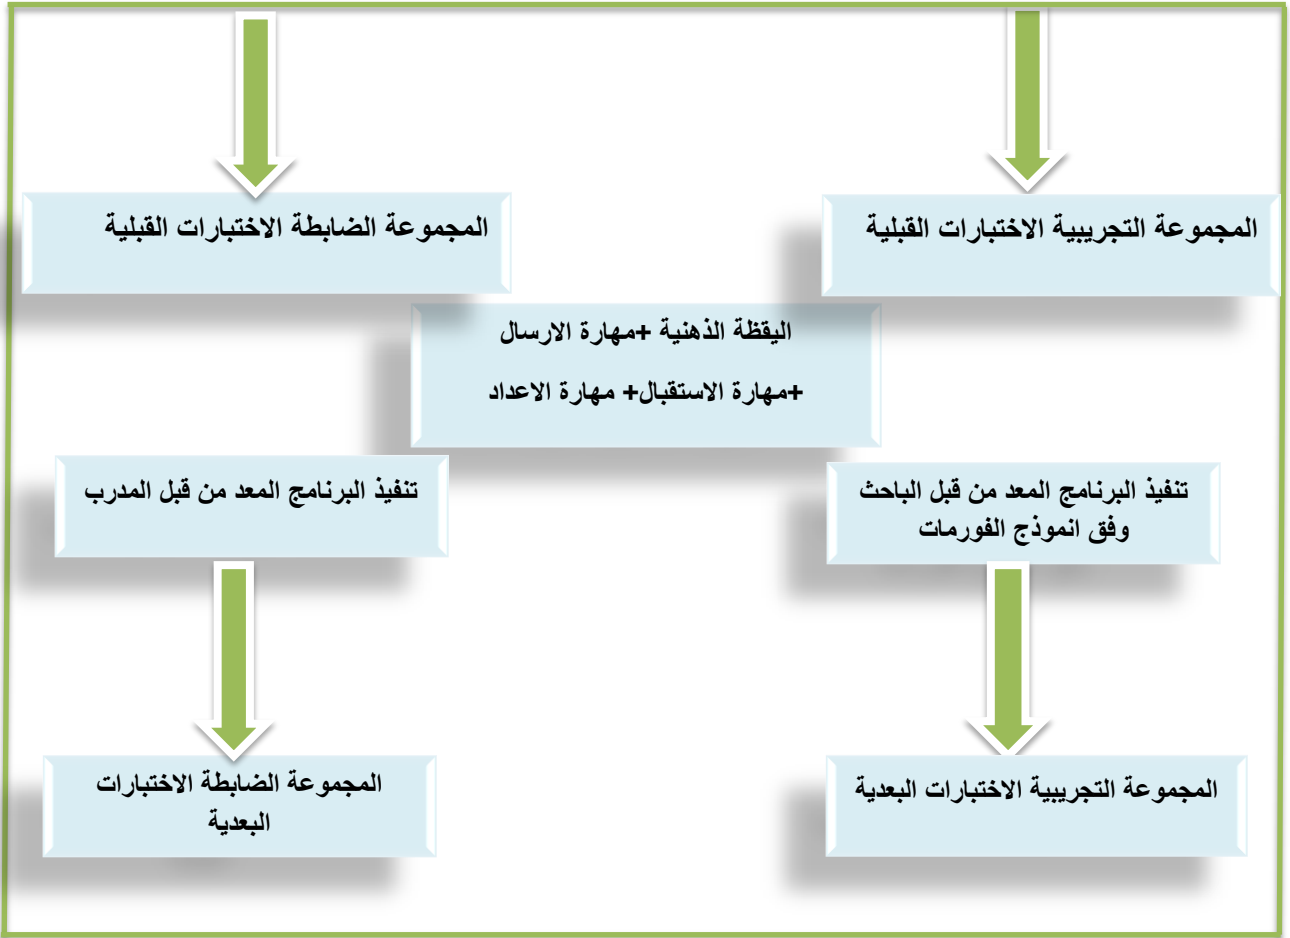 المجموعة التجريبية الاختبارات القبلية
المجموعة الضابطة الاختبارات القبلية
اليقظة الذهنية +مهارة الارسال
+مهارة الاستقبال+ مهارة الاعداد
تنفيذ البرنامج المعد من قبل الباحث
وفق انموذج الفورمات
تنفيذ البرنامج المعد من قبل المدرب
المجموعة التجريبية الاختبارات البعدية
المجموعة الضابطة الاختبارات
البعدية